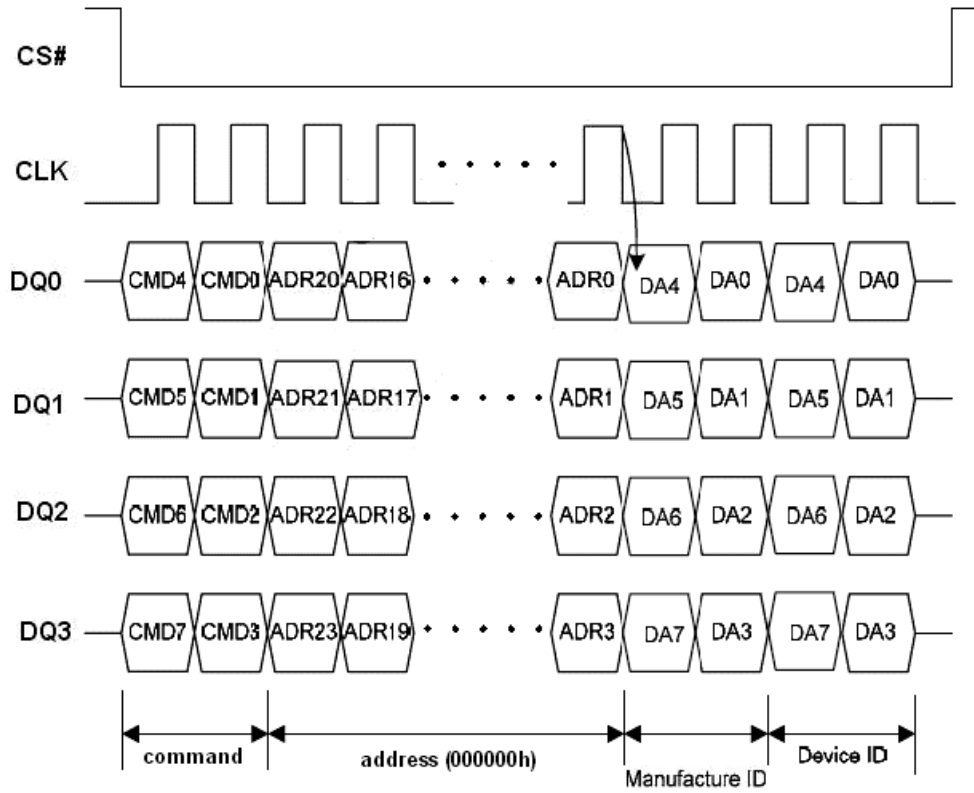 CS#
CLK
DQ0 CMD4 CMD0 ADR20 ADR16 ADR0 DA4 DA0 DA4 DA0
DQ1 CMD5 CMD1 ADR21 ADR17 ADR1 DA5 DA1 DA5 DA1
DQ2 CMD6 CMD2 ADR22 ADR18 ADR2 DA6 DA2 DA6 DA2
DQ3 CMD7 CMD3 ADR23 ADR19 ADR3 DA7 DA3 DA7 DA3
command address (000000h) Manufacture ID Device ID